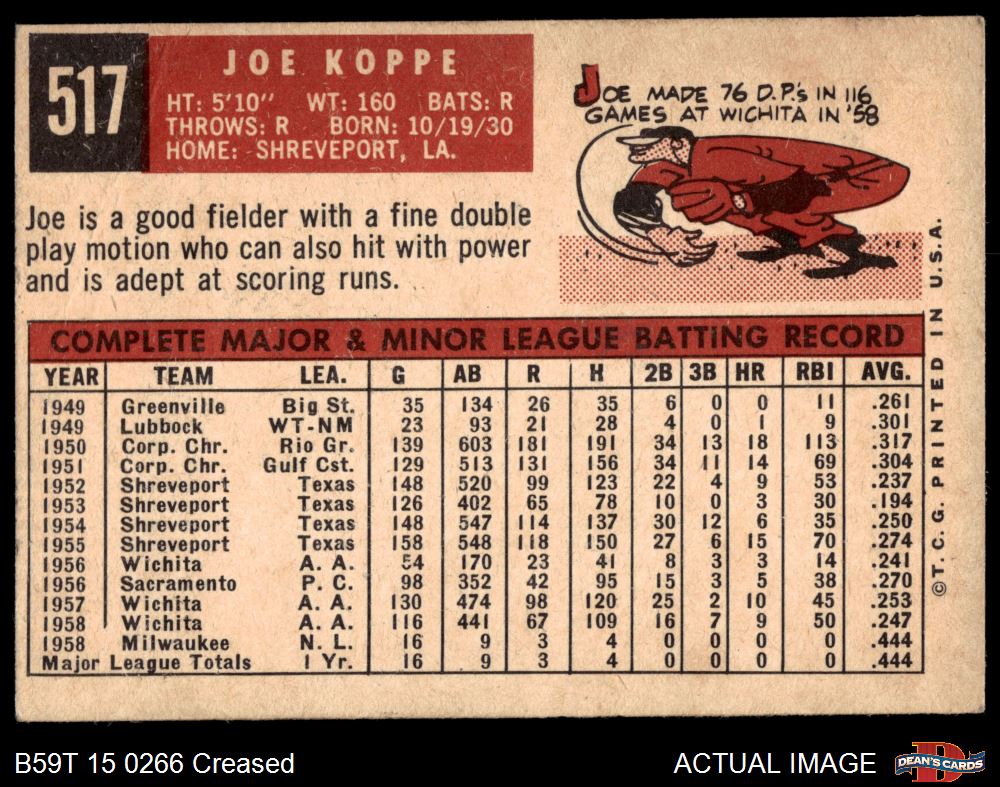 517
JOE KOPPE
HT: 5'10" WT: 160 BATS: R
THROWS: R BORN: 10/19/30
HOME: SHREVEPORT, LA.
JOE MADE 76 D.P.'s IN 116
GAMES AT WICHITA IN '58
Joe is a good fielder with a fine double
play motion who can also hit with power
and is adept at scoring runs.
COMPLETE MAJOR & MINOR LEAGUE BATTING RECORD
YEAR TEAM LEA. G AB R H 2B 3B HR RBI AVG.
1949 Greenville Big St. 35 134 26 35 6 0 0 11 .261
1949 Lubbock WT-NM 23 93 21 28 4 0 1 9 .301
1950 Corp. Chr. Rio Gr. 139 603 181 191 34 13 18 113 .317
1951 Corp. Chr. Gulf Cst. 129 513 131 156 34 11 14 69 .304
1952 Shreveport Texas 148 520 99 123 22 4 9 53 .237
1953 Shreveport Texas 126 402 65 78 10 0 3 30 .194
1954 Shreveport Texas 148 547 114 137 30 12 6 35 .250
1955 Shreveport Texas 158 548 118 150 27 6 15 70 .274
1956 Wichita A. A. 54 170 23 41 8 3 3 14 .241
1956 Sacramento P. C. 98 352 42 95 15 3 5 38 .270
1957 Wichita A. A. 130 474 98 120 25 2 10 45 .253
1958 Wichita A. A. 116 441 67 109 16 7 9 50 .247
1958 Milwaukee N. L. 16 9 3 4 0 0 0 0 .444
Major League Totals 1 Yr. 16 9 3 4 0 0 0 0 .444
©T. C. G. PRINTED IN U.S.A.
B59T 15 0266 Creased
ACTUAL IMAGE
D
DEAN'S CARDS